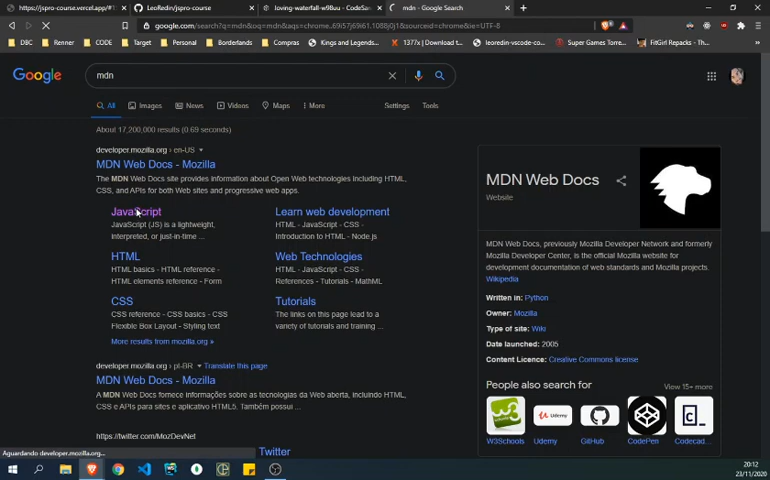 https://jspro-course.vercel.app/#1
LeoRedin/jspro-course
loving-waterfall-w98uu - CodeSan
mdn - Google Search
google.com/search?q=mdn&oq=mdn&aqs=chrome..69i57j69i61.1088j0j1&sourceid=chrome&ie=UTF-8
DBC Renner Target Personal Borderlands Compras Kings and Legends... 1377x | Download t... leoredin-vscode-co... Super Games Torre... FitGirl Repacks - Th...
Google
mdn
All Images News Videos Maps More Settings Tools
About 17,200,000 results (0.69 seconds)
developer.mozilla.org › en-US
MDN Web Docs - Mozilla
The MDN Web Docs site provides information about Open Web technologies including HTML,
CSS, and APIs for both Web sites and progressive web apps.
JavaScript
JavaScript (JS) is a lightweight,
interpreted, or just-in-time ...
Learn web development
HTML - JavaScript - CSS -
Introduction to HTML - Node.js
HTML
HTML basics - HTML reference -
HTML elements reference - Form
Web Technologies
HTML - JavaScript - CSS -
References - Tutorials - MathML
CSS
CSS reference - CSS basics - CSS
Flexible Box Layout - Styling text
Tutorials
The links on this page lead to a
variety of tutorials and training ...
More results from mozilla.org »
developer.mozilla.org › pt-BR Translate this page
MDN Web Docs - Mozilla
A MDN Web Docs fornece informações sobre as tecnologias da Web aberta, incluindo HTML,
CSS e APIs para sites e aplicativo HTML5. Também possui ...
https://twitter.com/MozDevNet
Twitter
MDN Web Docs
Website
MDN Web Docs, previously Mozilla Developer Network and formerly
Mozilla Developer Center, is the official Mozilla website for
development documentation of web standards and Mozilla projects.
Wikipedia
Written in: Python
Owner: Mozilla
Type of site: Wiki
Date launched: 2005
Content Licence: Creative Commons license
People also search for
View 15+ more
W3Schools Udemy GitHub CodePen Codecad...
Aguardando developer.mozilla.org...
20:12
23/11/2020